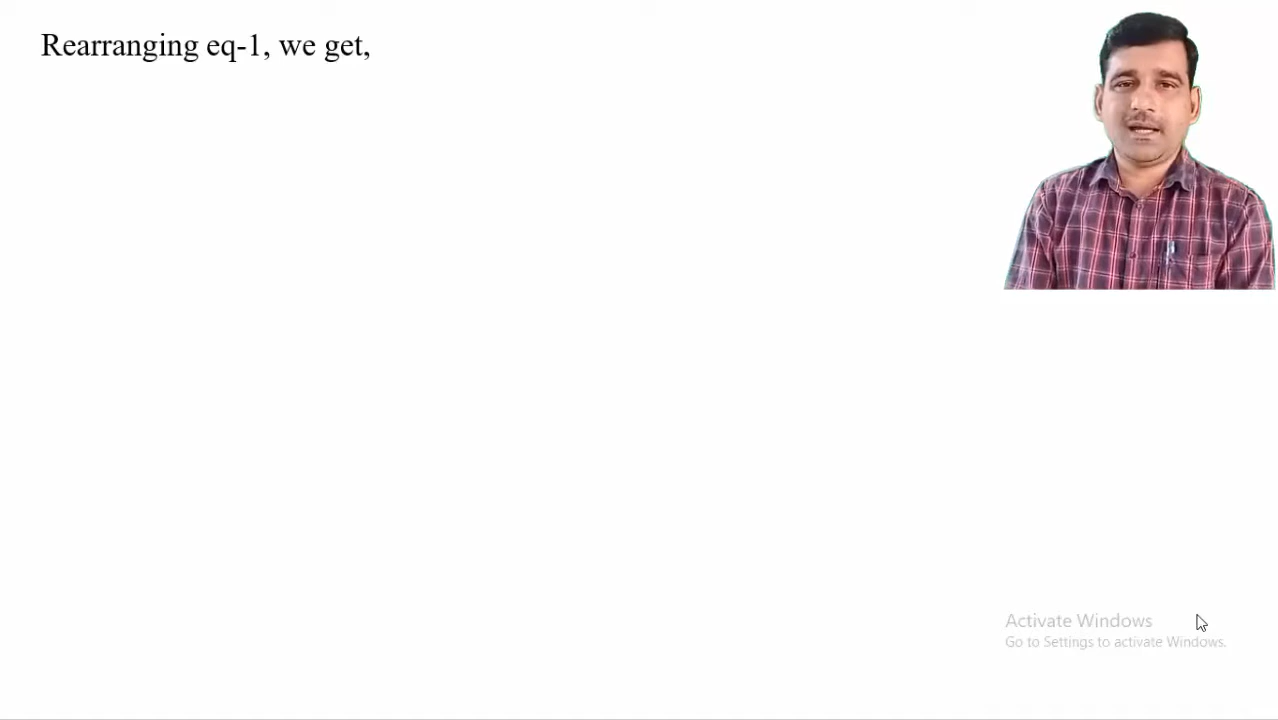 Rearranging eq-1, we get,
Activate Windows
Go to Settings to activate Windows.